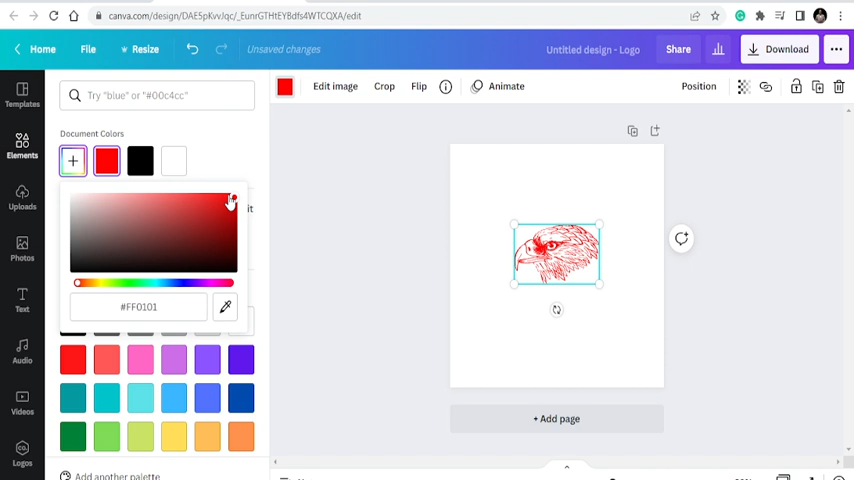 canva.com/design/DAE5pKvvJqc/_EunrGTHtEYBdfs4WTCQXA/edit
Home File Resize Unsaved changes Untitled design - Logo Share Download
Templates
Elements
Uploads
Photos
Text
Audio
Videos
CO.
Logos
Try "blue" or "#00c4cc"
Document Colors
#FF0101
Add another palette
Edit image Crop Flip Animate Position
+ Add page